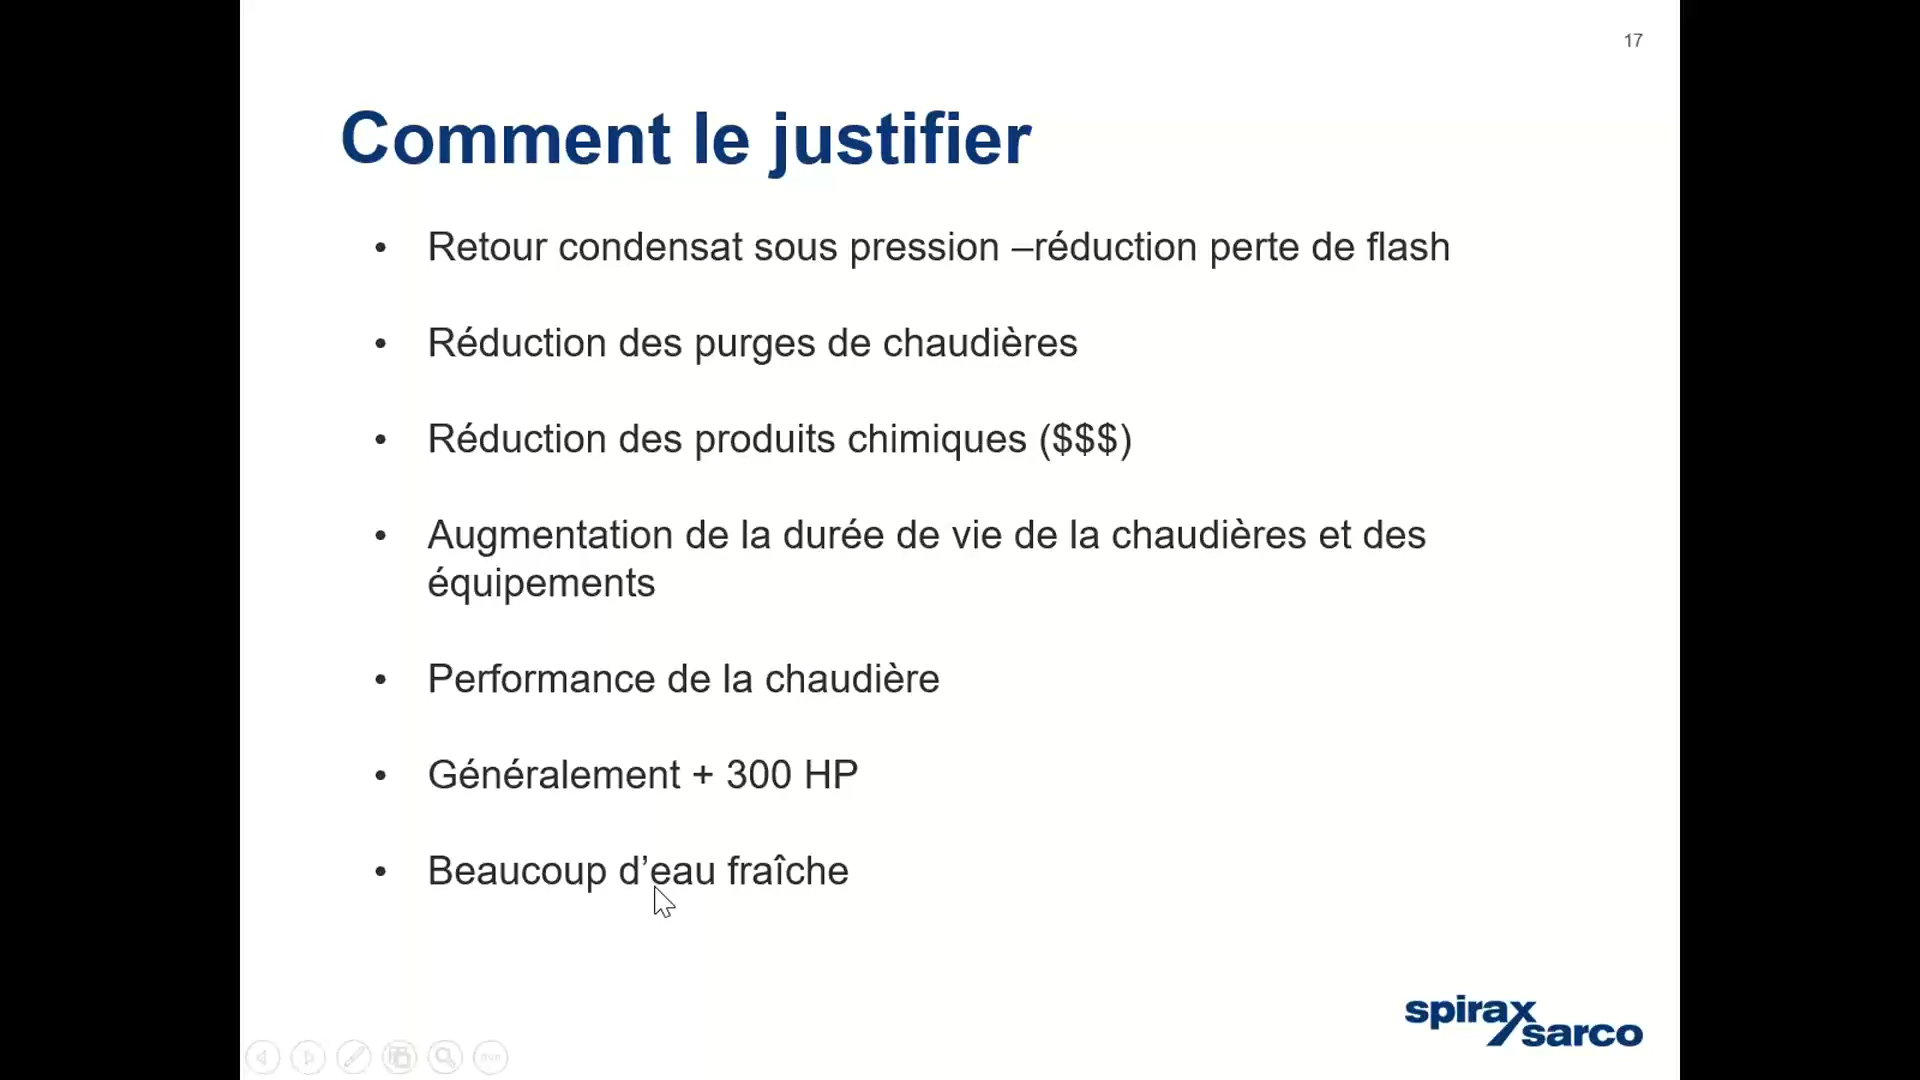 17
Comment le justifier
• Retour condensat sous pression –réduction perte de flash
• Réduction des purges de chaudières
• Réduction des produits chimiques ($$$)
• Augmentation de la durée de vie de la chaudières et des
équipements
• Performance de la chaudière
• Généralement + 300 HP
• Beaucoup d’eau fraîche
spirax
sarco